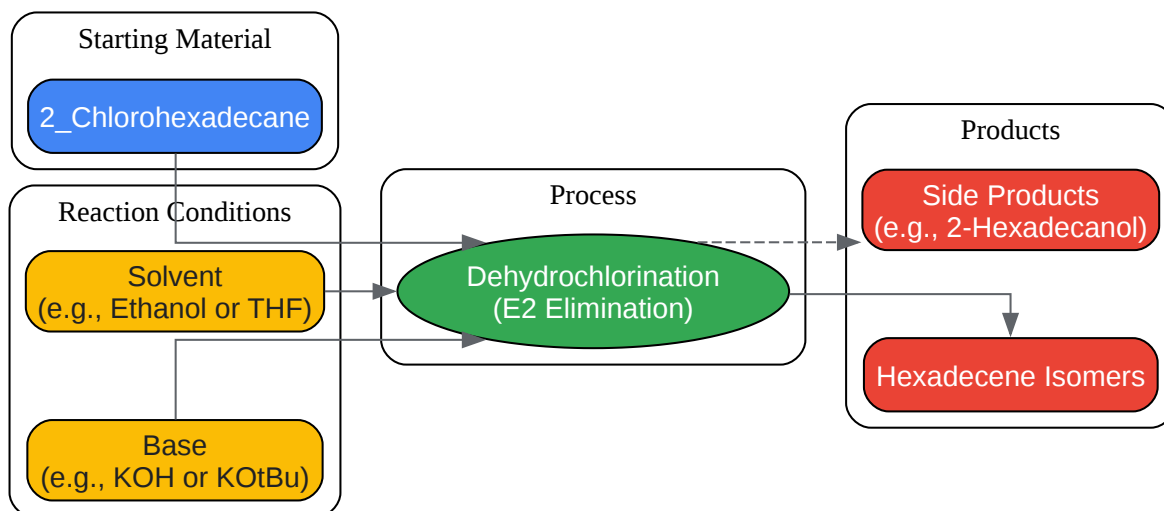 Starting Material
2_Chlorohexadecane
Reaction Conditions
Solvent
(e.g., Ethanol or THF)
Base
(e.g., KOH or KOtBu)
Process
Dehydrochlorination
(E2 Elimination)
Products
Side Products
(e.g., 2-Hexadecanol)
Hexadecene Isomers